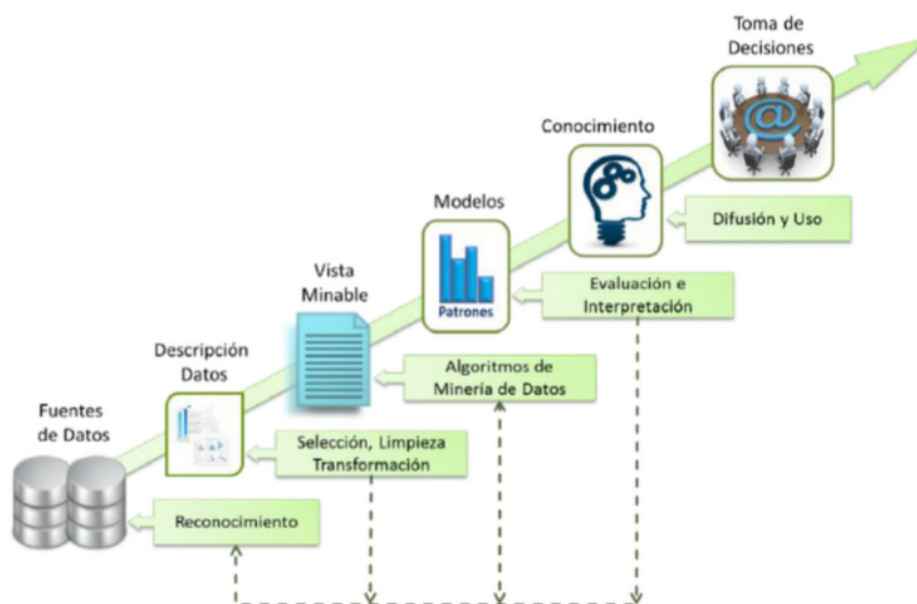 Toma de
Decisiones
@
Conocimiento
Difusión y Uso
Modelos
Patrones
Evaluación e
Interpretación
Vista
Minable
Algoritmos de
Minería de Datos
Descripción
Datos
Selección, Limpieza
Transformación
Fuentes
de Datos
Reconocimiento